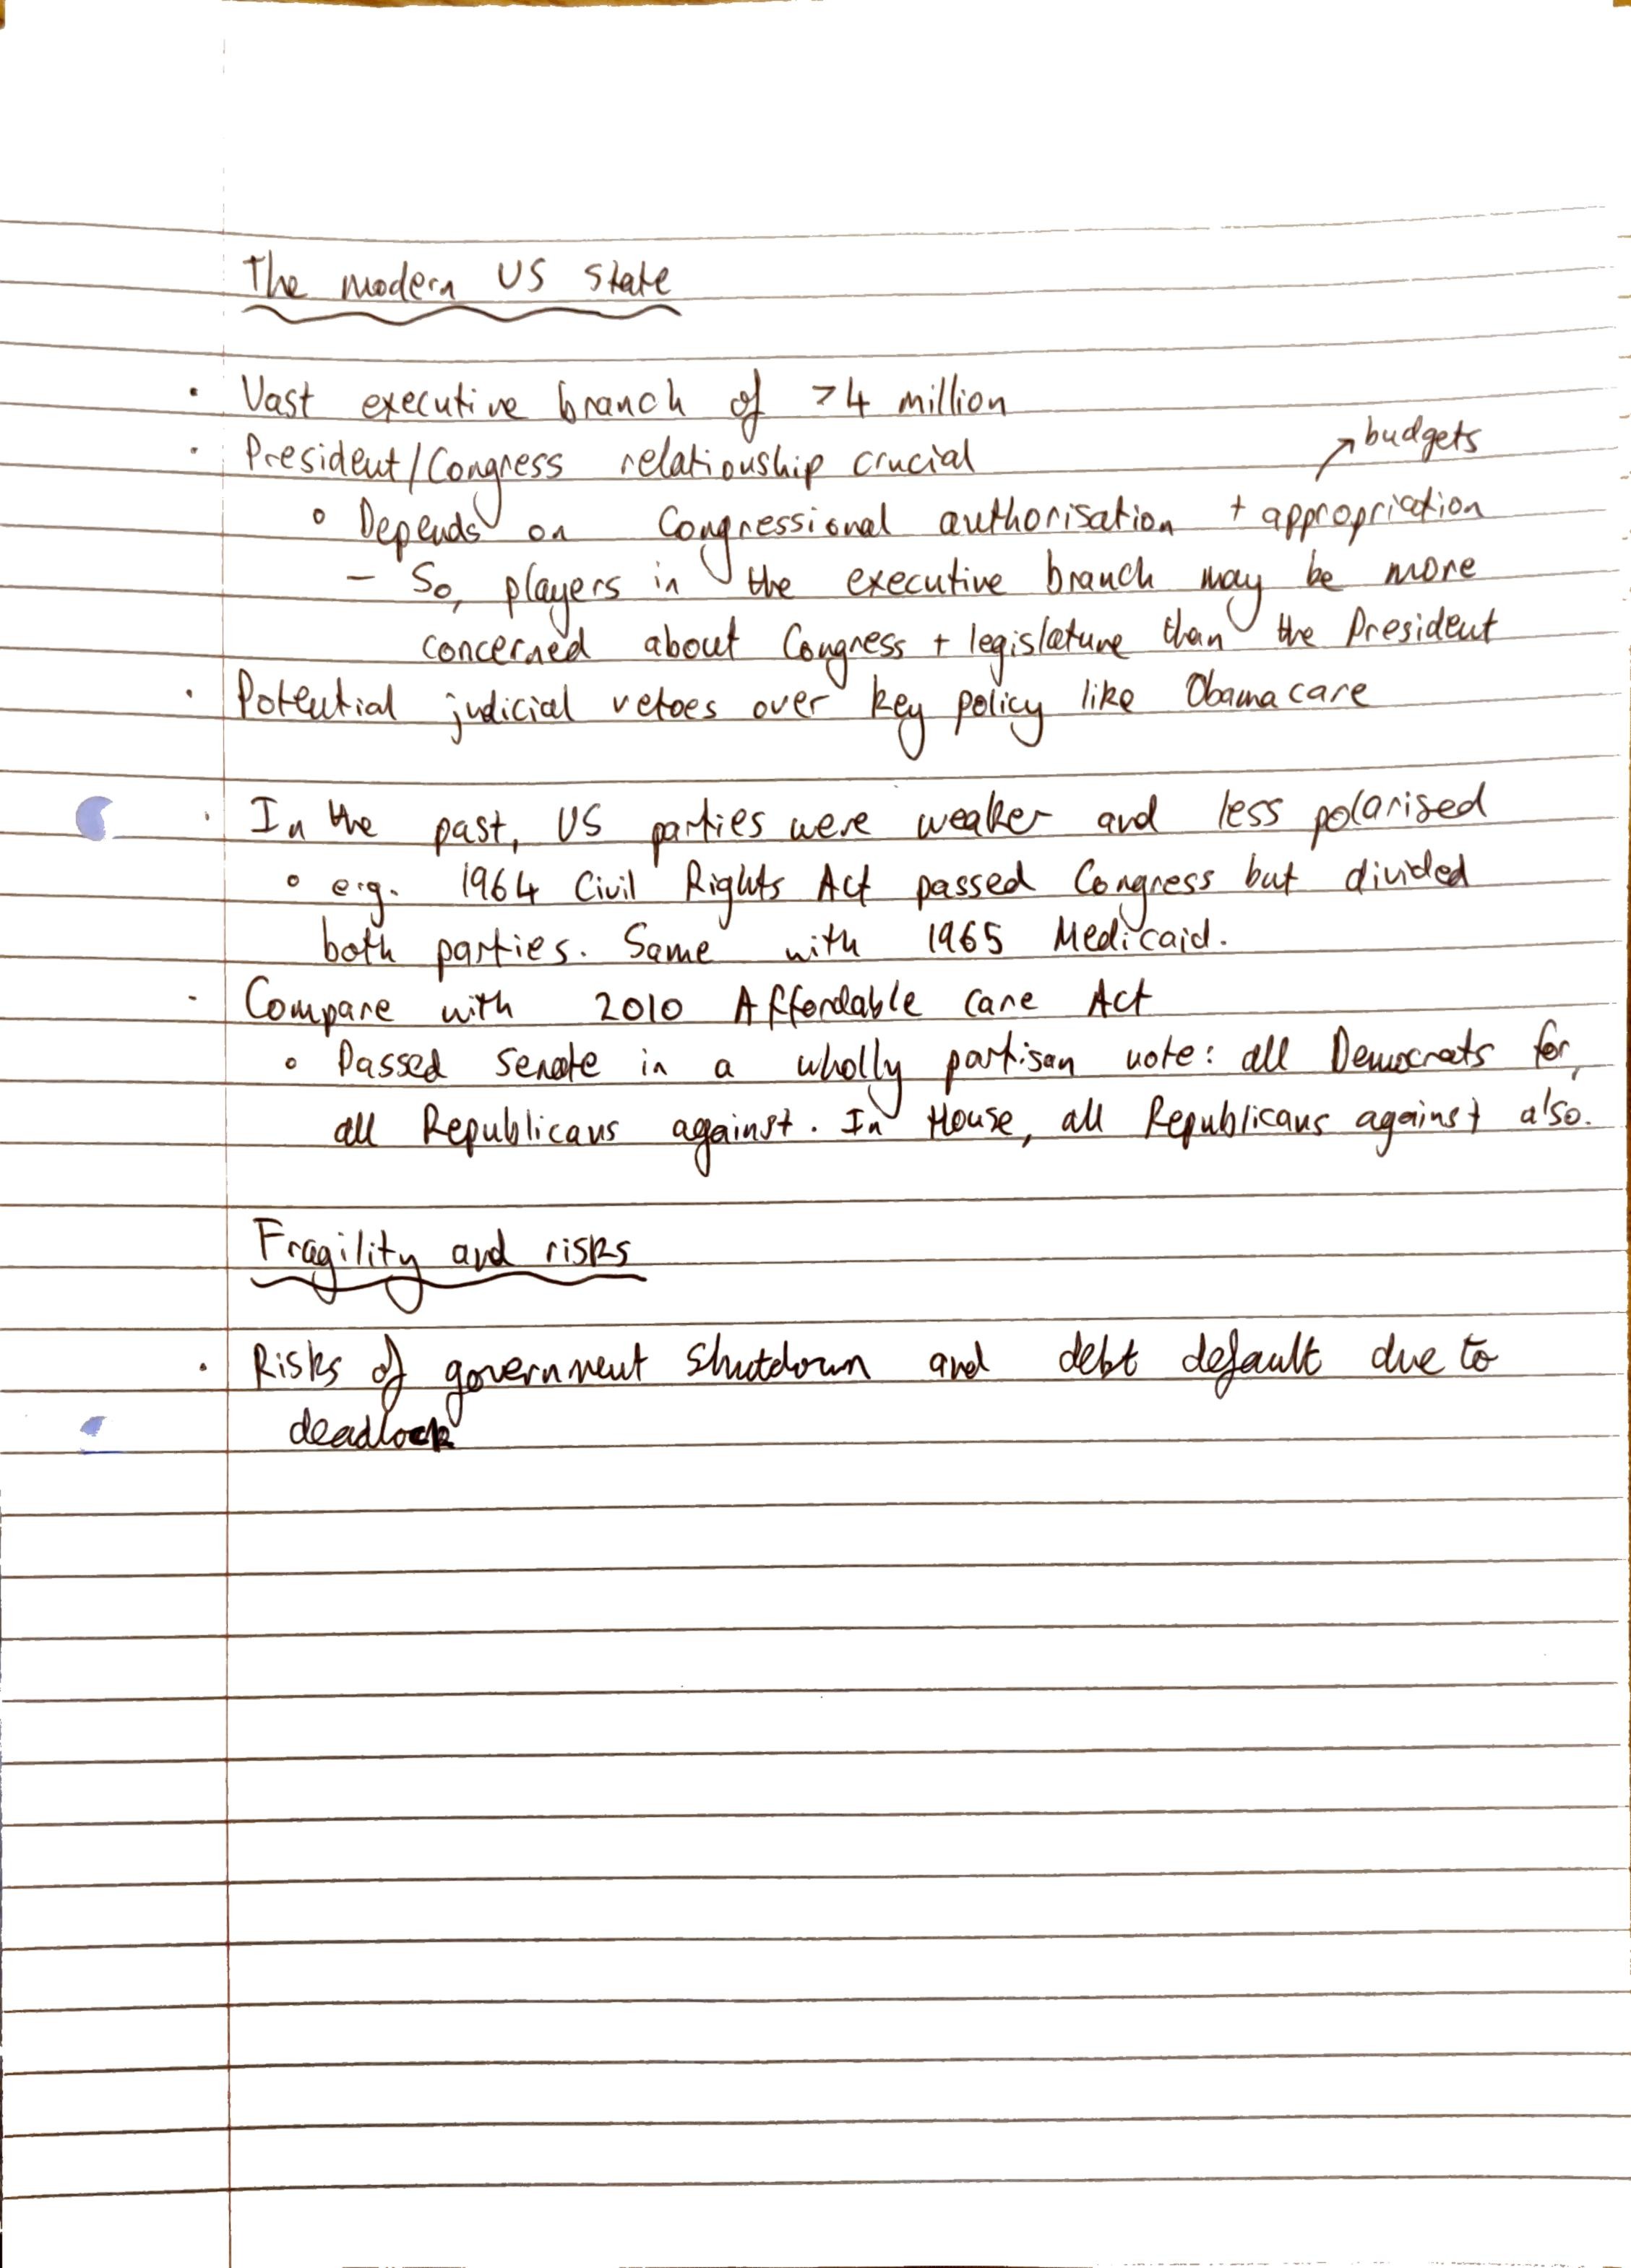 The modern US state
· Vast executive branch of >4 million
· President/Congress relationship crucial
↗ budgets
∘ Depends on Congressional authorisation + appropriation
– So, players in the executive branch may be more
concerned about Congress + legislature than the President
· Potential judicial vetoes over key policy like Obamacare
· In the past, US parties were weaker and less polarised
∘ e.g. 1964 Civil Rights Act passed Congress but divided
both parties. Same with 1965 Medicaid.
· Compare with 2010 Affordable Care Act
∘ Passed Senate in a wholly partisan vote: all Democrats for,
all Republicans against. In House, all Republicans against also.
Fragility and risks
· Risks of government shutdown and debt default due to
deadlock